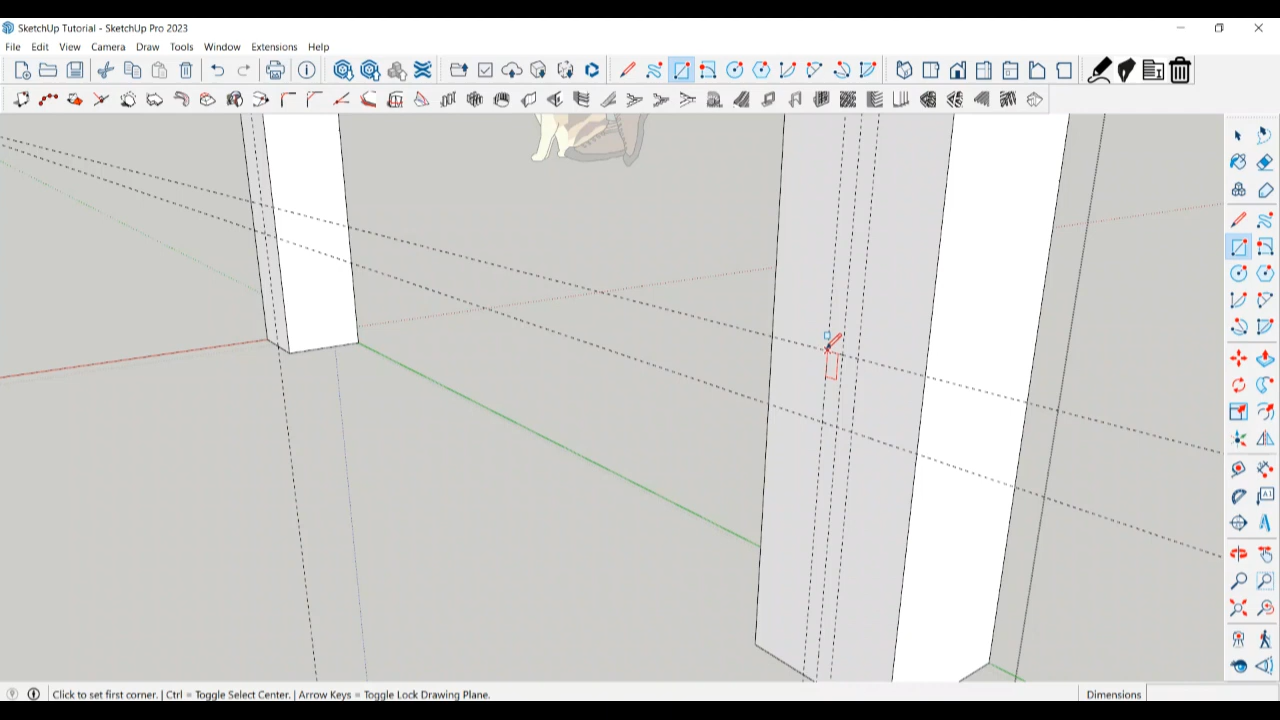 SketchUp Tutorial - SketchUp Pro 2023
File Edit View Camera Draw Tools Window Extensions Help
Click to set first corner. | Ctrl = Toggle Select Center. | Arrow Keys = Toggle Lock Drawing Plane.
Dimensions